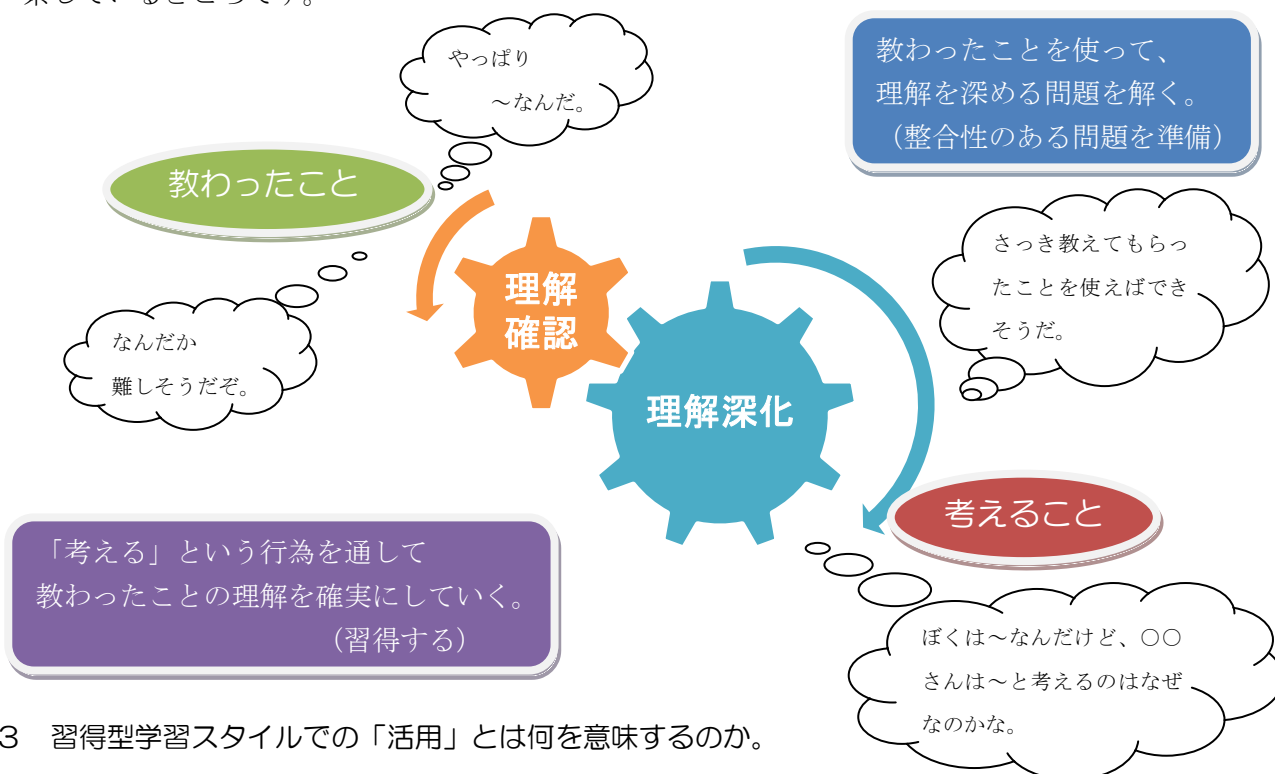 やっぱり
～なんだ。
教わったことを使って、
理解を深める問題を解く。
（整合性のある問題を準備）
教わったこと
さっき教えてもらっ
たことを使えばでき
そうだ。
理解
確認
なんだか
難しそうだぞ。
理解深化
考えること
「考える」という行為を通して
教わったことの理解を確実にしていく。
（習得する）
ぼくは～なんだけど、○○
さんは～と考えるのはなぜ
なのかな。
3　習得型学習スタイルでの「活用」とは何を意味するのか。